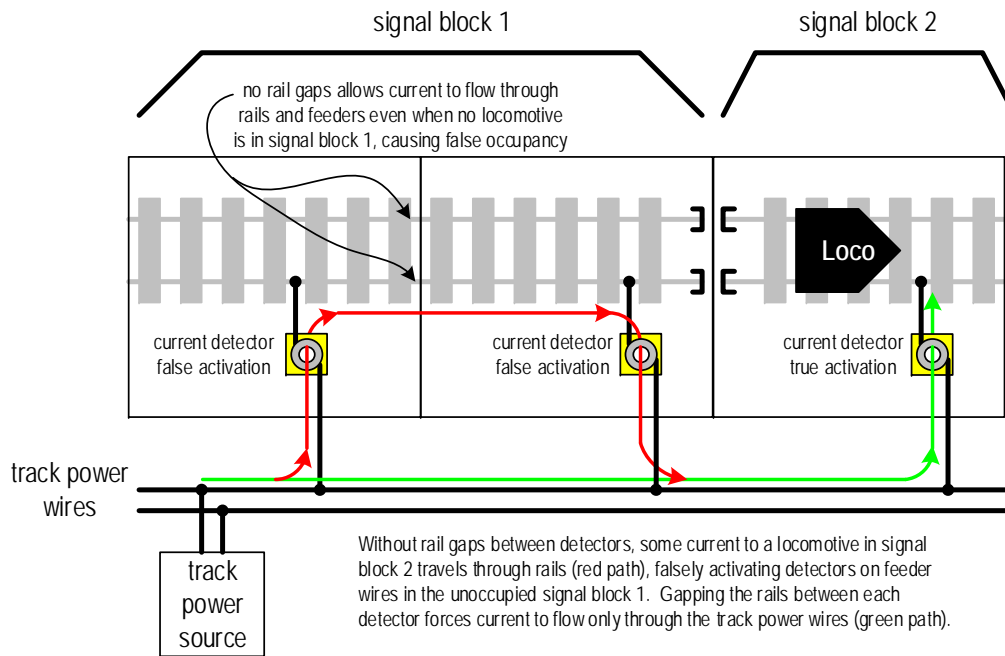 signal block 1
signal block 2
no rail gaps allows current to flow through
rails and feeders even when no locomotive
is in signal block 1, causing false occupancy
Loco
current detector
false activation
current detector
false activation
current detector
true activation
track power
wires
track
power
source
Without rail gaps between detectors, some current to a locomotive in signal
block 2 travels through rails (red path), falsely activating detectors on feeder
wires in the unoccupied signal block 1.  Gapping the rails between each
detector forces current to flow only through the track power wires (green path).